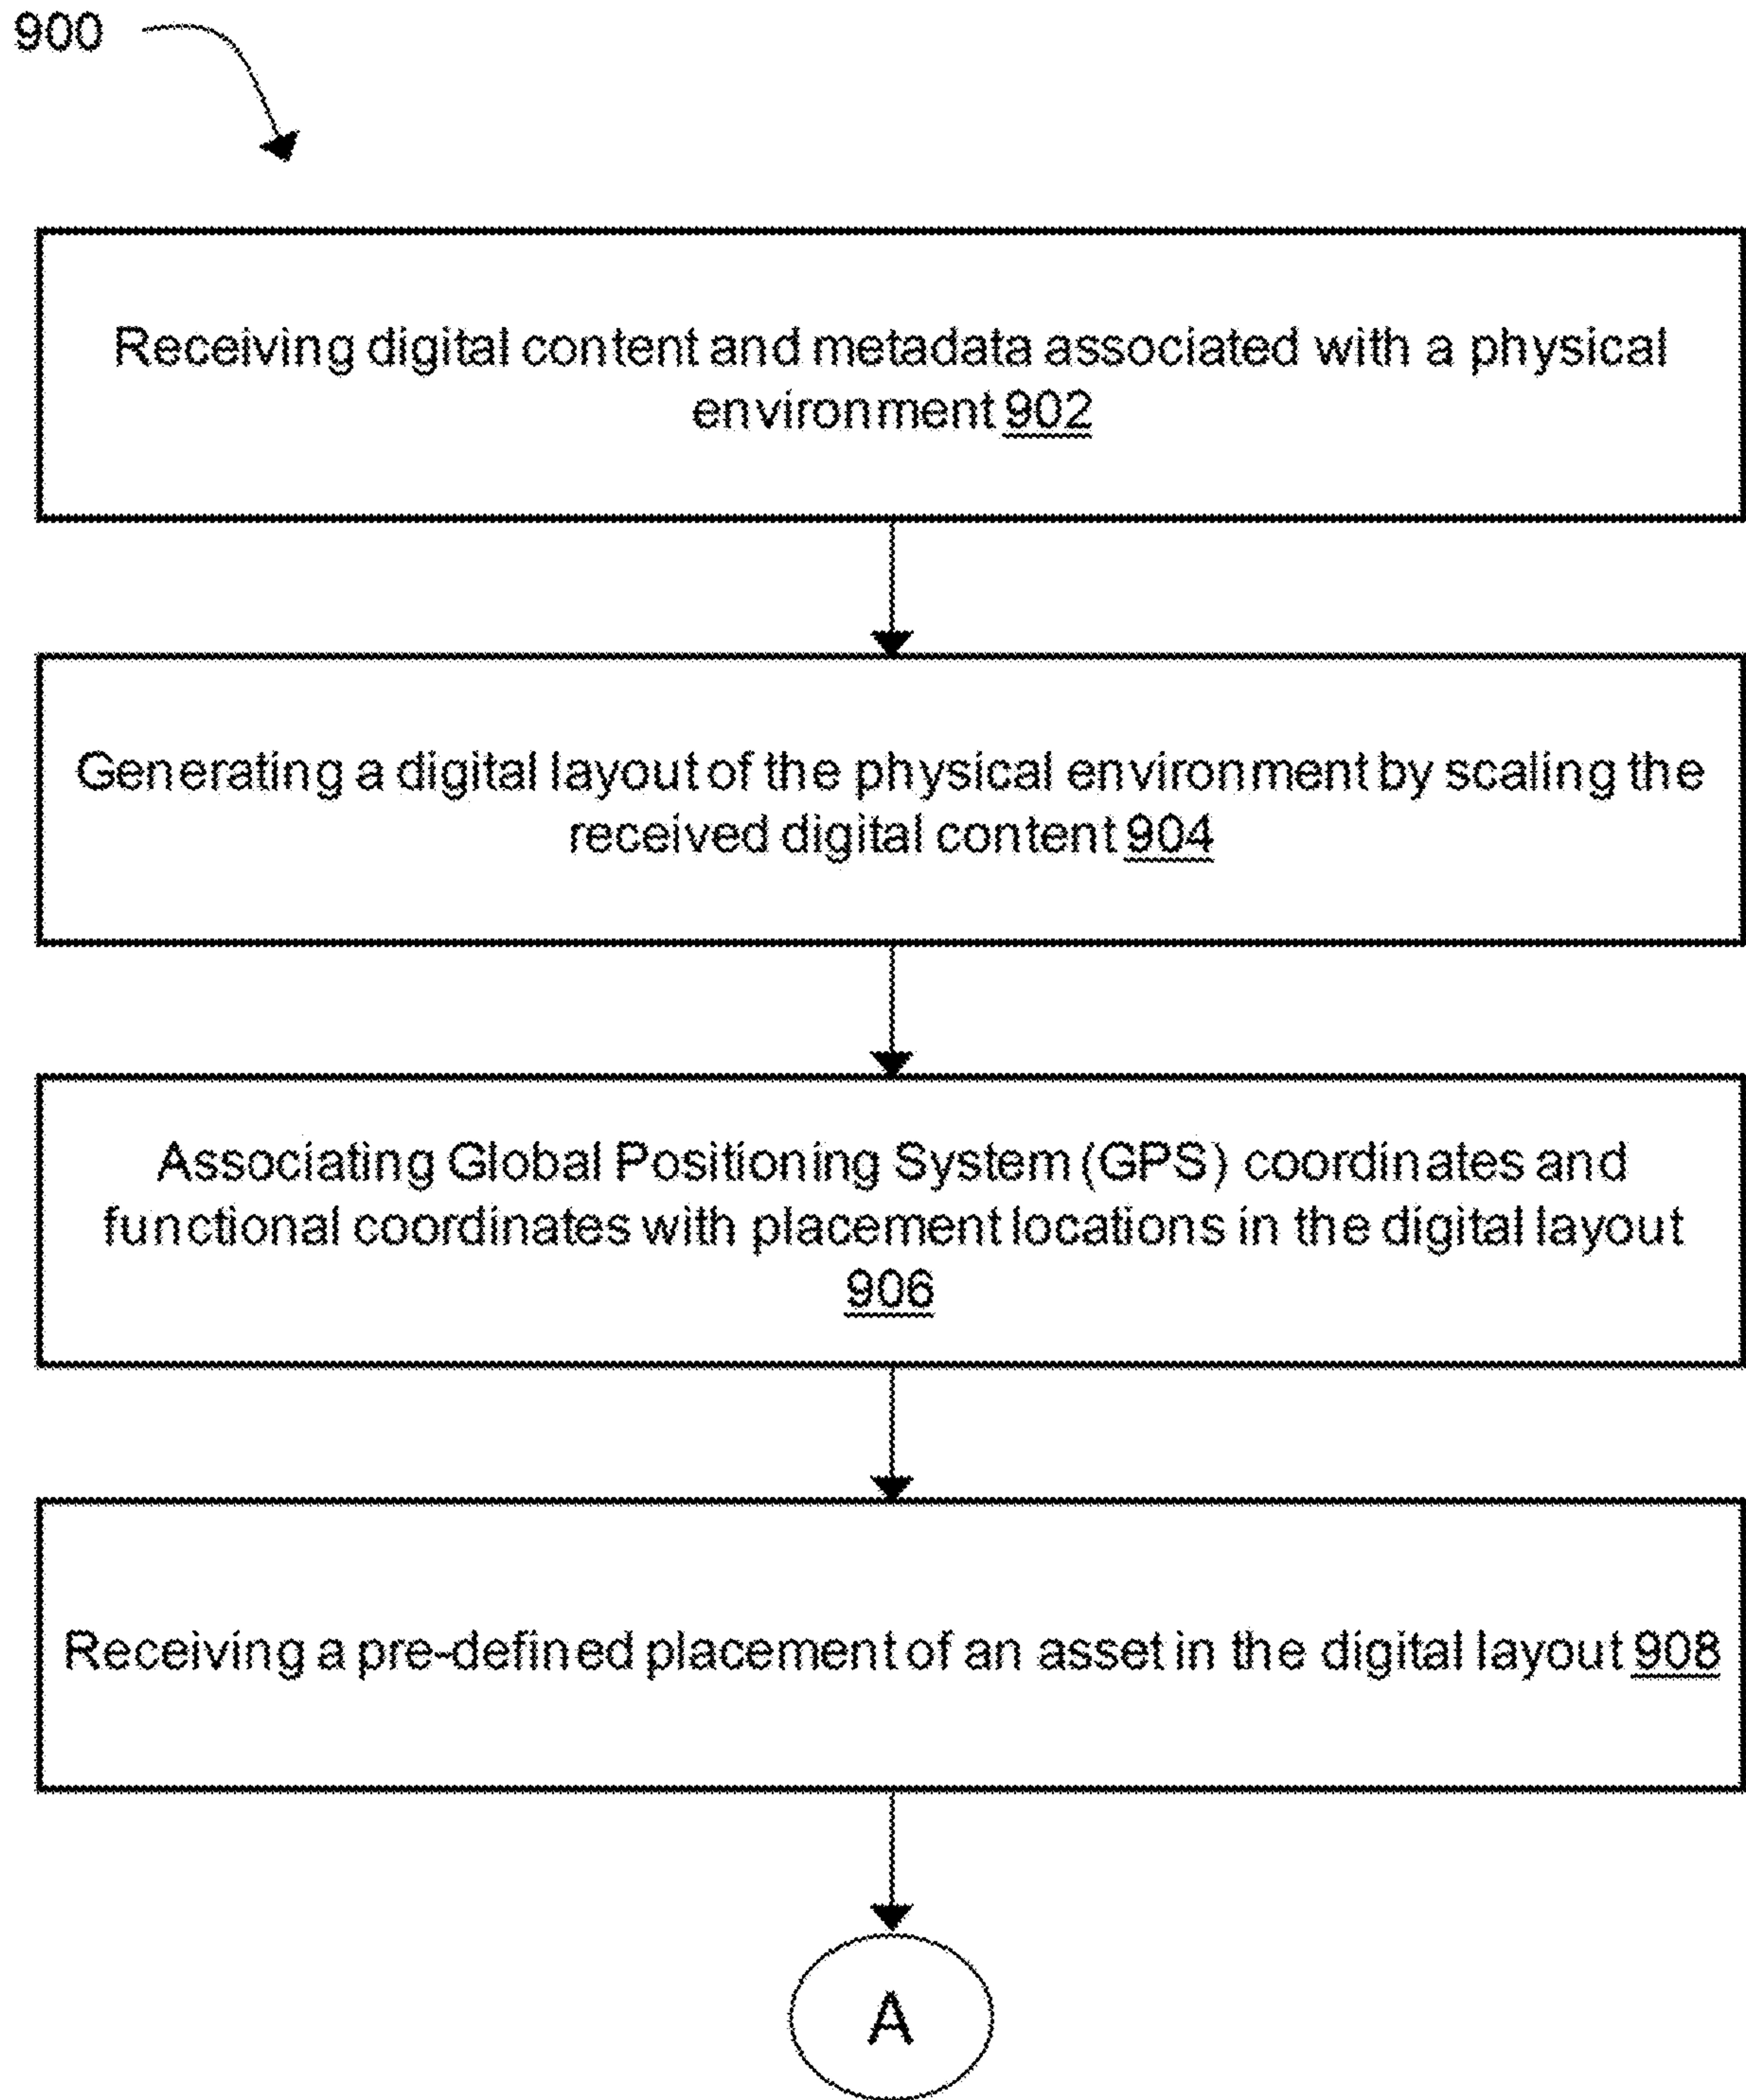 900
Receiving digital content and metadata associated with a physical
environment 902
Generating a digital layout of the physical environment by scaling the
received digital content 904
Associating Global Positioning System (GPS) coordinates and
functional coordinates with placement locations in the digital layout
906
Receiving a pre-defined placement of an asset in the digital layout 908
A